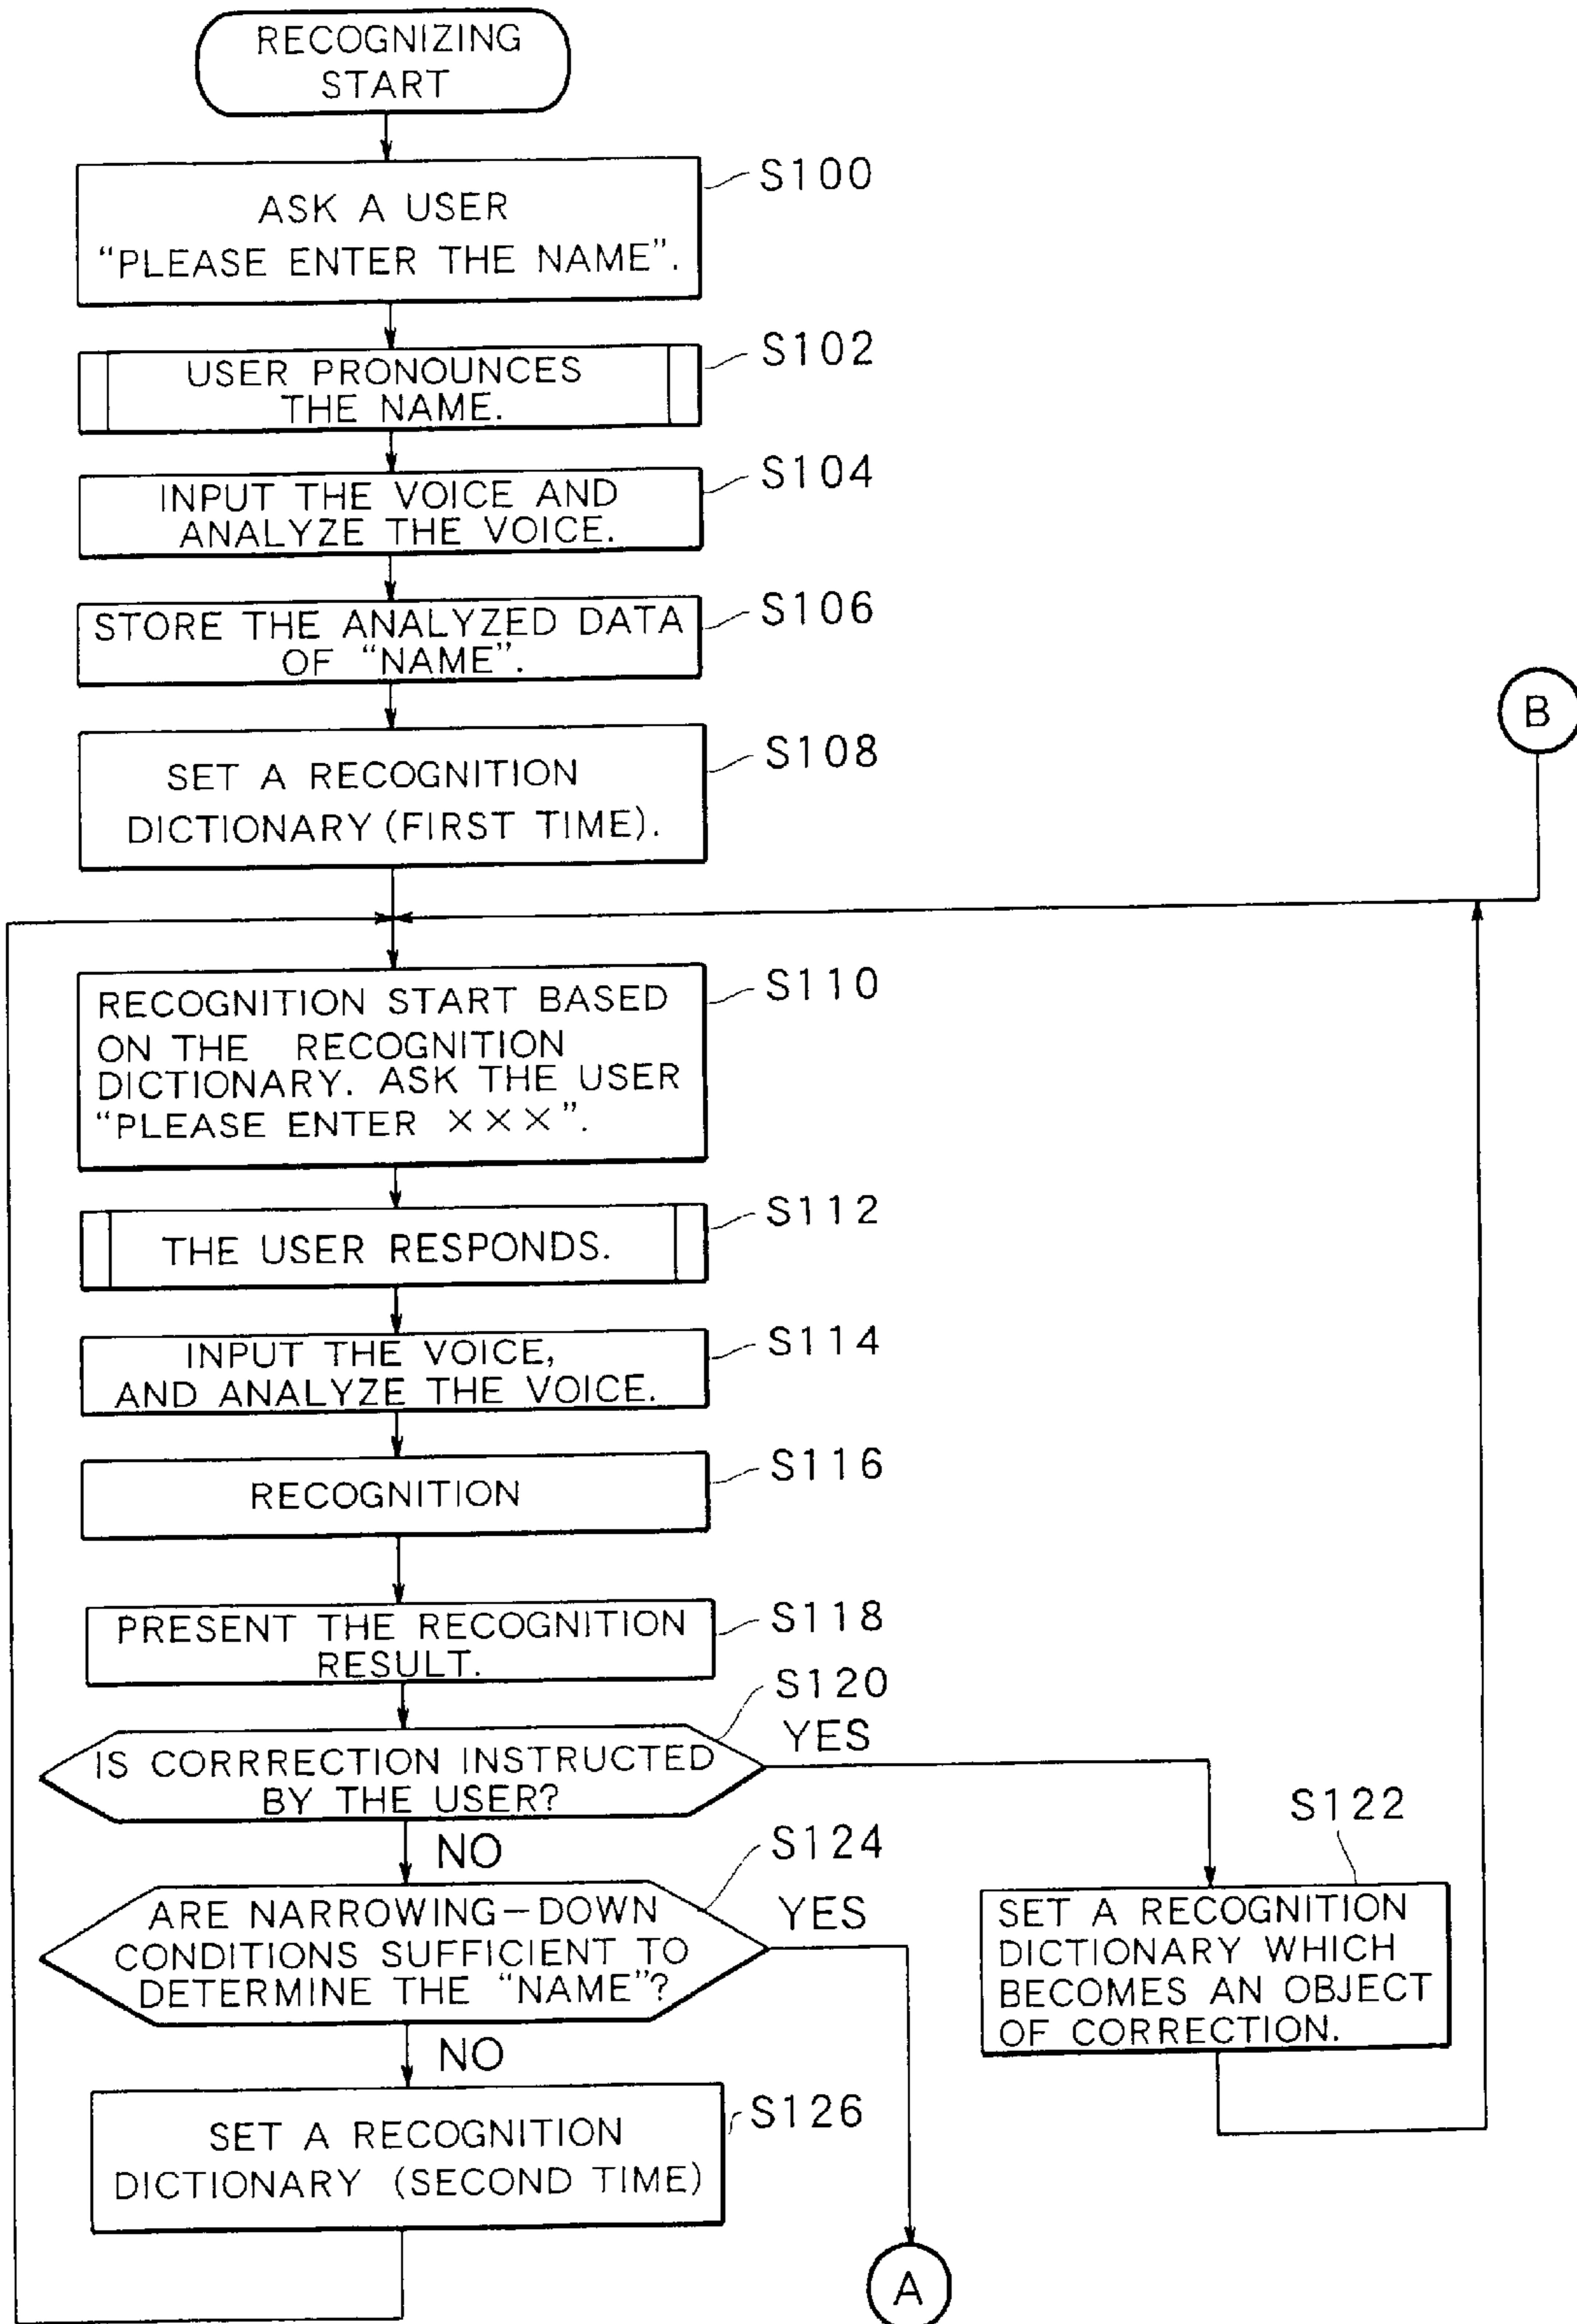 RECOGNIZING
START
S100
ASK A USER
“PLEASE ENTER THE NAME”.
S102
USER PRONOUNCES
THE NAME.
S104
INPUT THE VOICE AND
ANALYZE THE VOICE.
S106
STORE THE ANALYZED DATA
OF “NAME”.
B
S108
SET A RECOGNITION
DICTIONARY (FIRST TIME).
S110
RECOGNITION START BASED
ON THE RECOGNITION
DICTIONARY. ASK THE USER
“PLEASE ENTER ×××”.
S112
THE USER RESPONDS.
S114
INPUT THE VOICE,
AND ANALYZE THE VOICE.
S116
RECOGNITION
S118
PRESENT THE RECOGNITION
RESULT.
S120
YES
IS CORRRECTION INSTRUCTED
BY THE USER?
NO
S122
SET A RECOGNITION
DICTIONARY WHICH
BECOMES AN OBJECT
OF CORRECTION.
S124
YES
ARE NARROWING-DOWN
CONDITIONS SUFFICIENT TO
DETERMINE THE “NAME”?
NO
S126
SET A RECOGNITION
DICTIONARY (SECOND TIME)
A